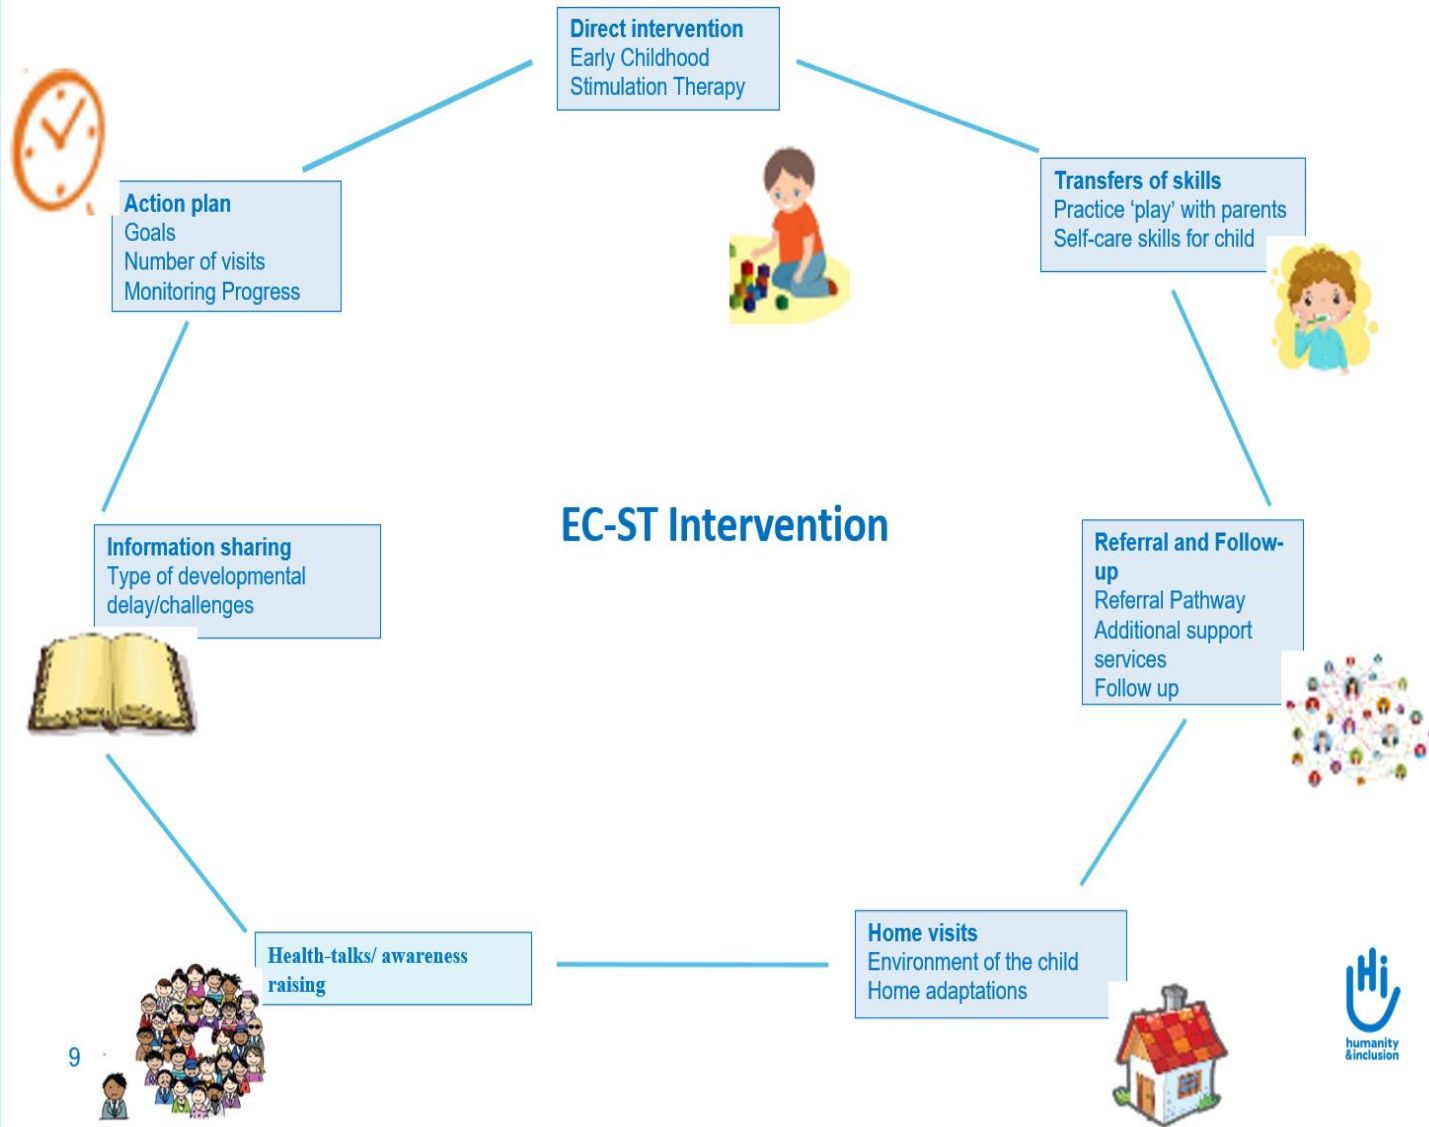 Direct intervention
Early Childhood
Stimulation Therapy
Transfers of skills
Practice ‘play’ with parents
Self-care skills for child
Action plan
Goals
Number of visits
Monitoring Progress
EC-ST Intervention
Information sharing
Type of developmental
delay/challenges
Referral and Follow-
up
Referral Pathway
Additional support
services
Follow up
Health-talks/ awareness
raising
Home visits
Environment of the child
Home adaptations
9
Hi
humanity
&inclusion